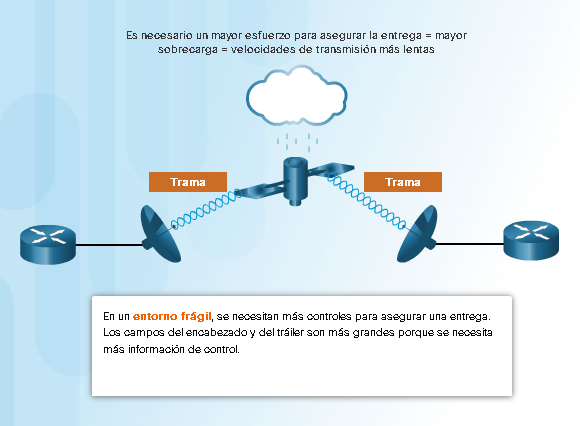 Es necesario un mayor esfuerzo para asegurar la entrega = mayor
sobrecarga = velocidades de transmisión más lentas
Trama
Trama
En un entorno frágil, se necesitan más controles para asegurar una entrega.
Los campos del encabezado y del tráiler son más grandes porque se necesita
más información de control.